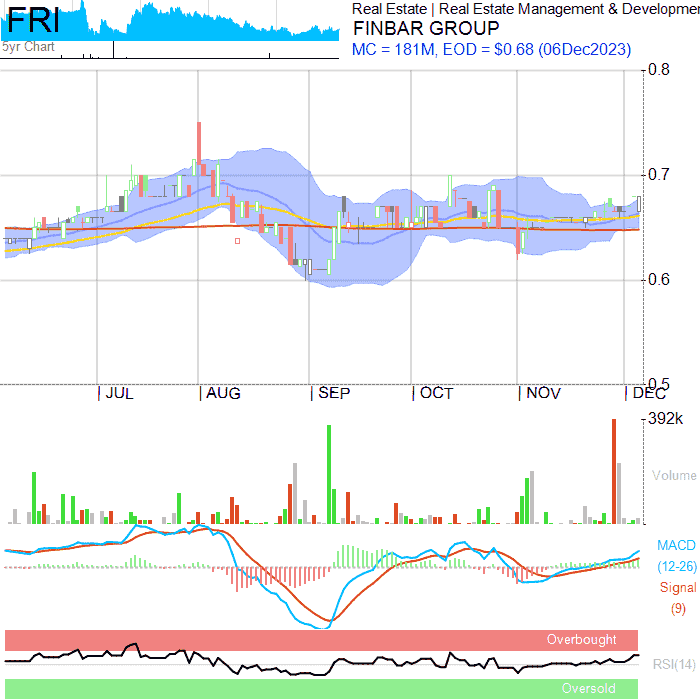 FRI
5yr Chart
Real Estate | Real Estate Management & Developmen
FINBAR GROUP
MC = 181M, EOD = $0.68 (06Dec2023)
0.8
0.7
0.6
0.5
JUL AUG SEP OCT NOV DEC
392k
Volume
MACD
(12-26)
Signal
(9)
Overbought
RSI(14)
Oversold